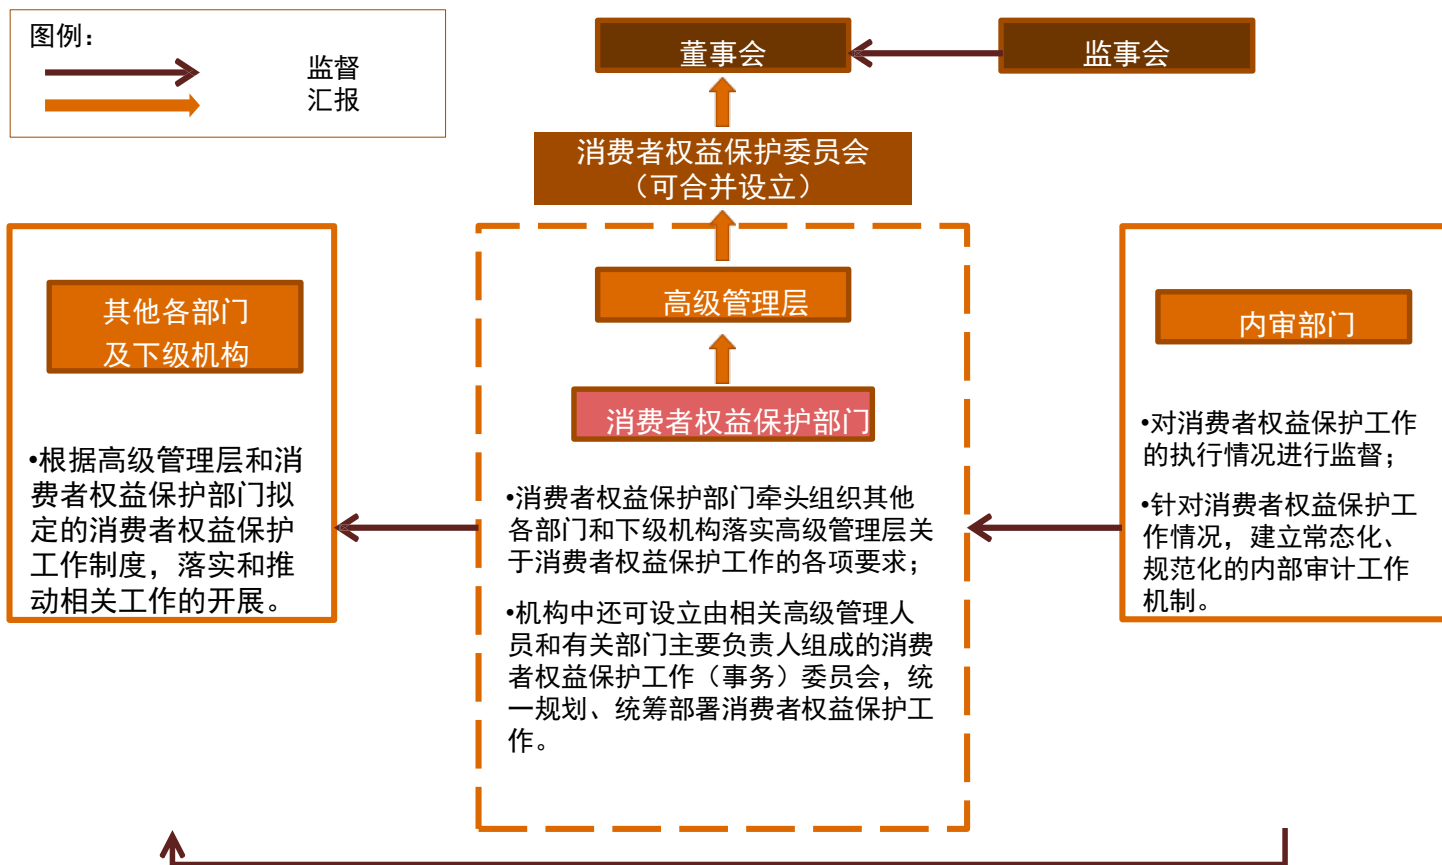 图例：
监督
汇报
董事会
监事会
消费者权益保护委员会
（可合并设立）
其他各部门
及下级机构
•根据高级管理层和消
费者权益保护部门拟
定的消费者权益保护
工作制度，落实和推
动相关工作的开展。
高级管理层
消费者权益保护部门
•消费者权益保护部门牵头组织其他
各部门和下级机构落实高级管理层关
于消费者权益保护工作的各项要求；
•机构中还可设立由相关高级管理人
员和有关部门主要负责人组成的消费
者权益保护工作（事务）委员会，统
一规划、统筹部署消费者权益保护工
作。
内审部门
•对消费者权益保护工作
的执行情况进行监督；
•针对消费者权益保护工
作情况，建立常态化、
规范化的内部审计工作
机制。